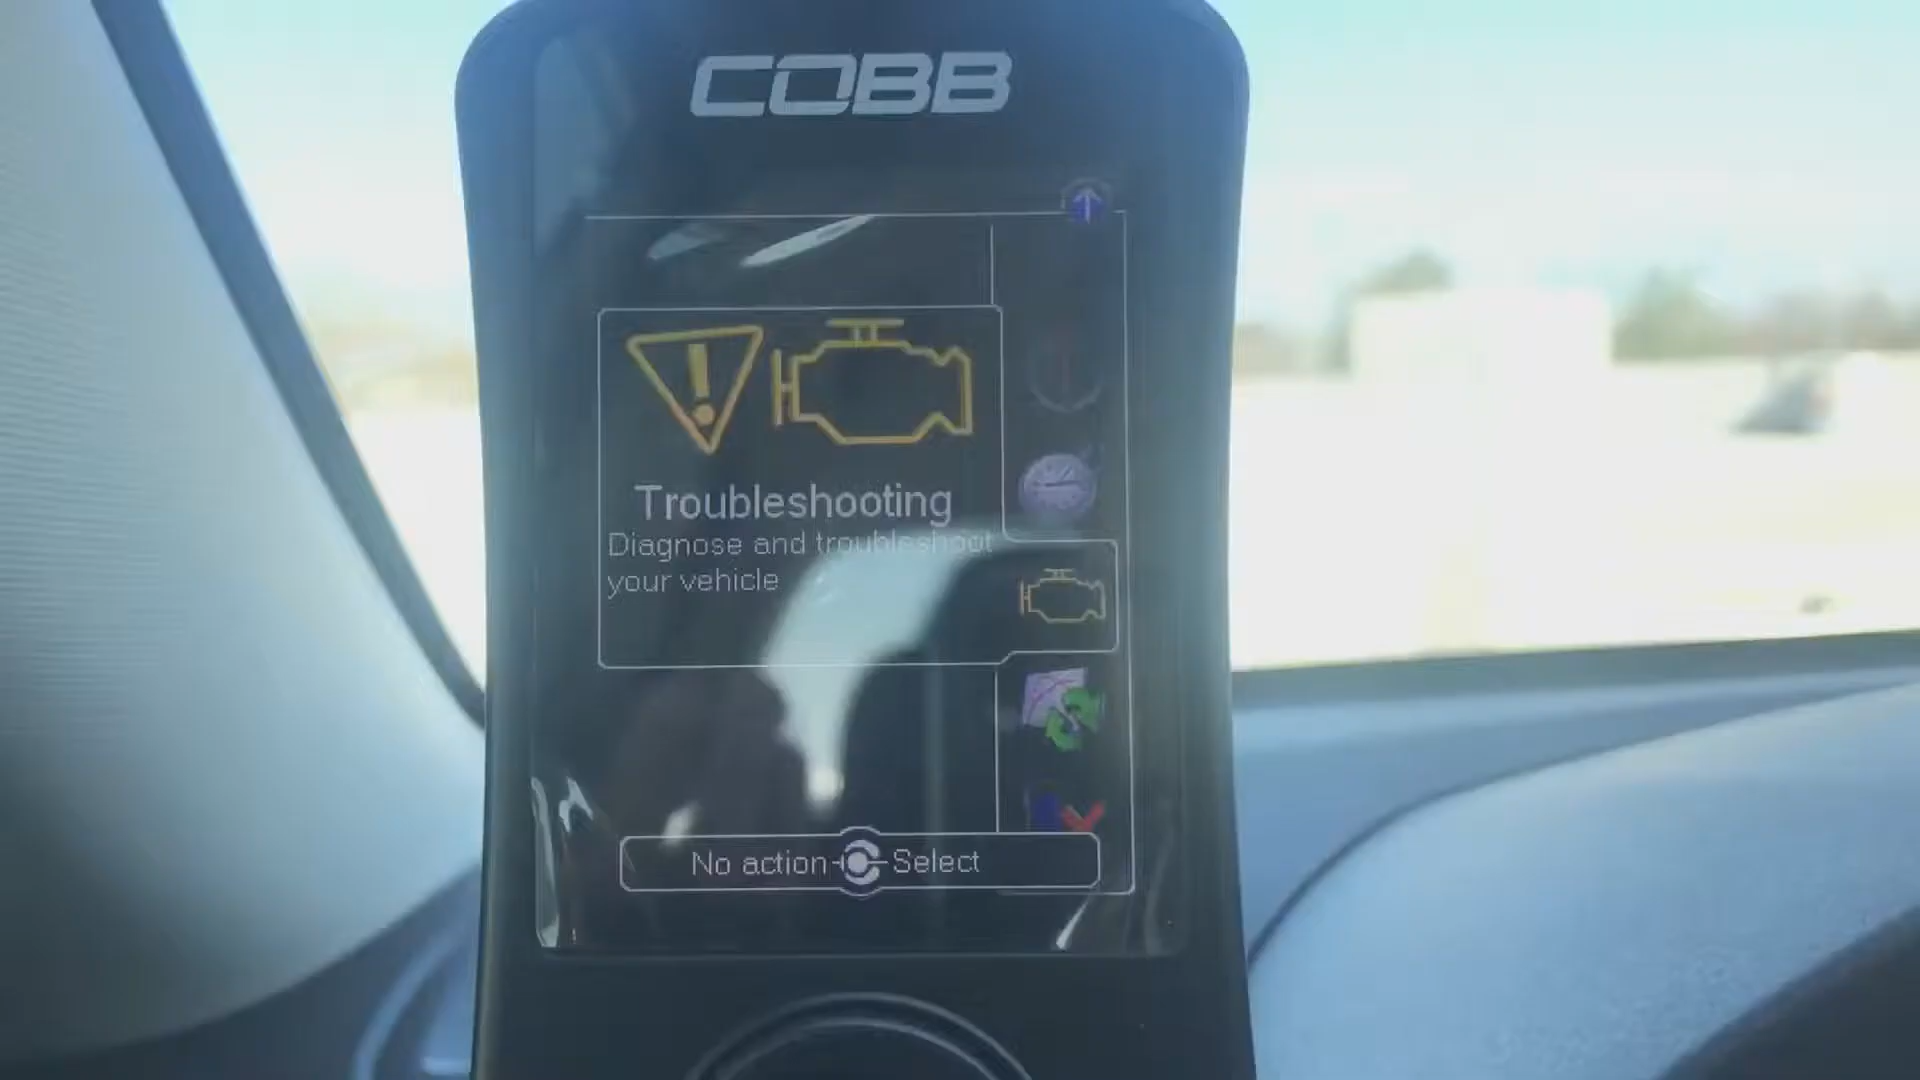 COBB
Troubleshooting
Diagnose and troubleshoot
your vehicle
No action
Select